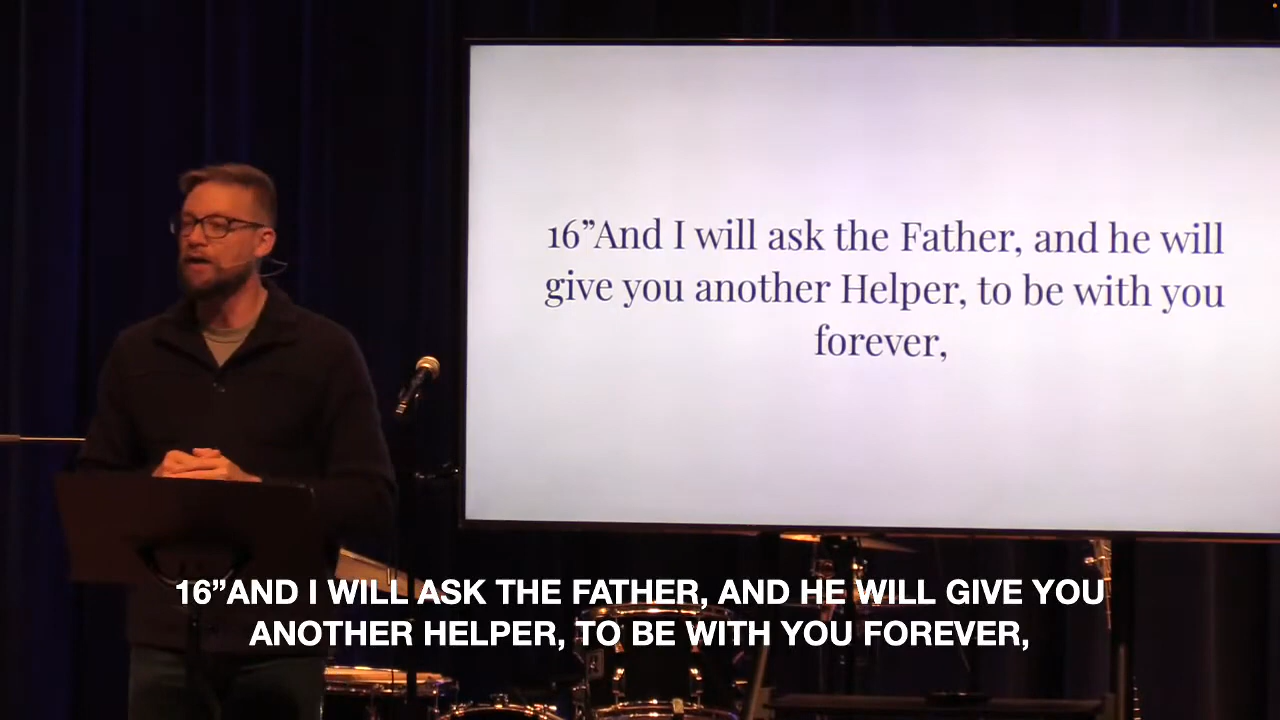 16”And I will ask the Father, and he will
give you another Helper, to be with you
forever,
16”AND I WILL ASK THE FATHER, AND HE WILL GIVE YOU
ANOTHER HELPER, TO BE WITH YOU FOREVER,